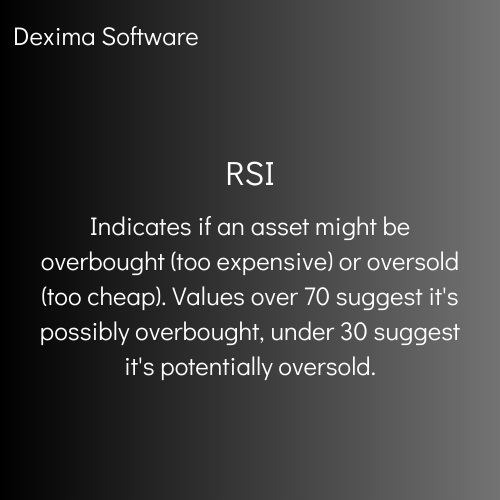 Dexima Software
RSI
Indicates if an asset might be
overbought (too expensive) or oversold
(too cheap). Values over 70 suggest it's
possibly overbought, under 30 suggest
it's potentially oversold.